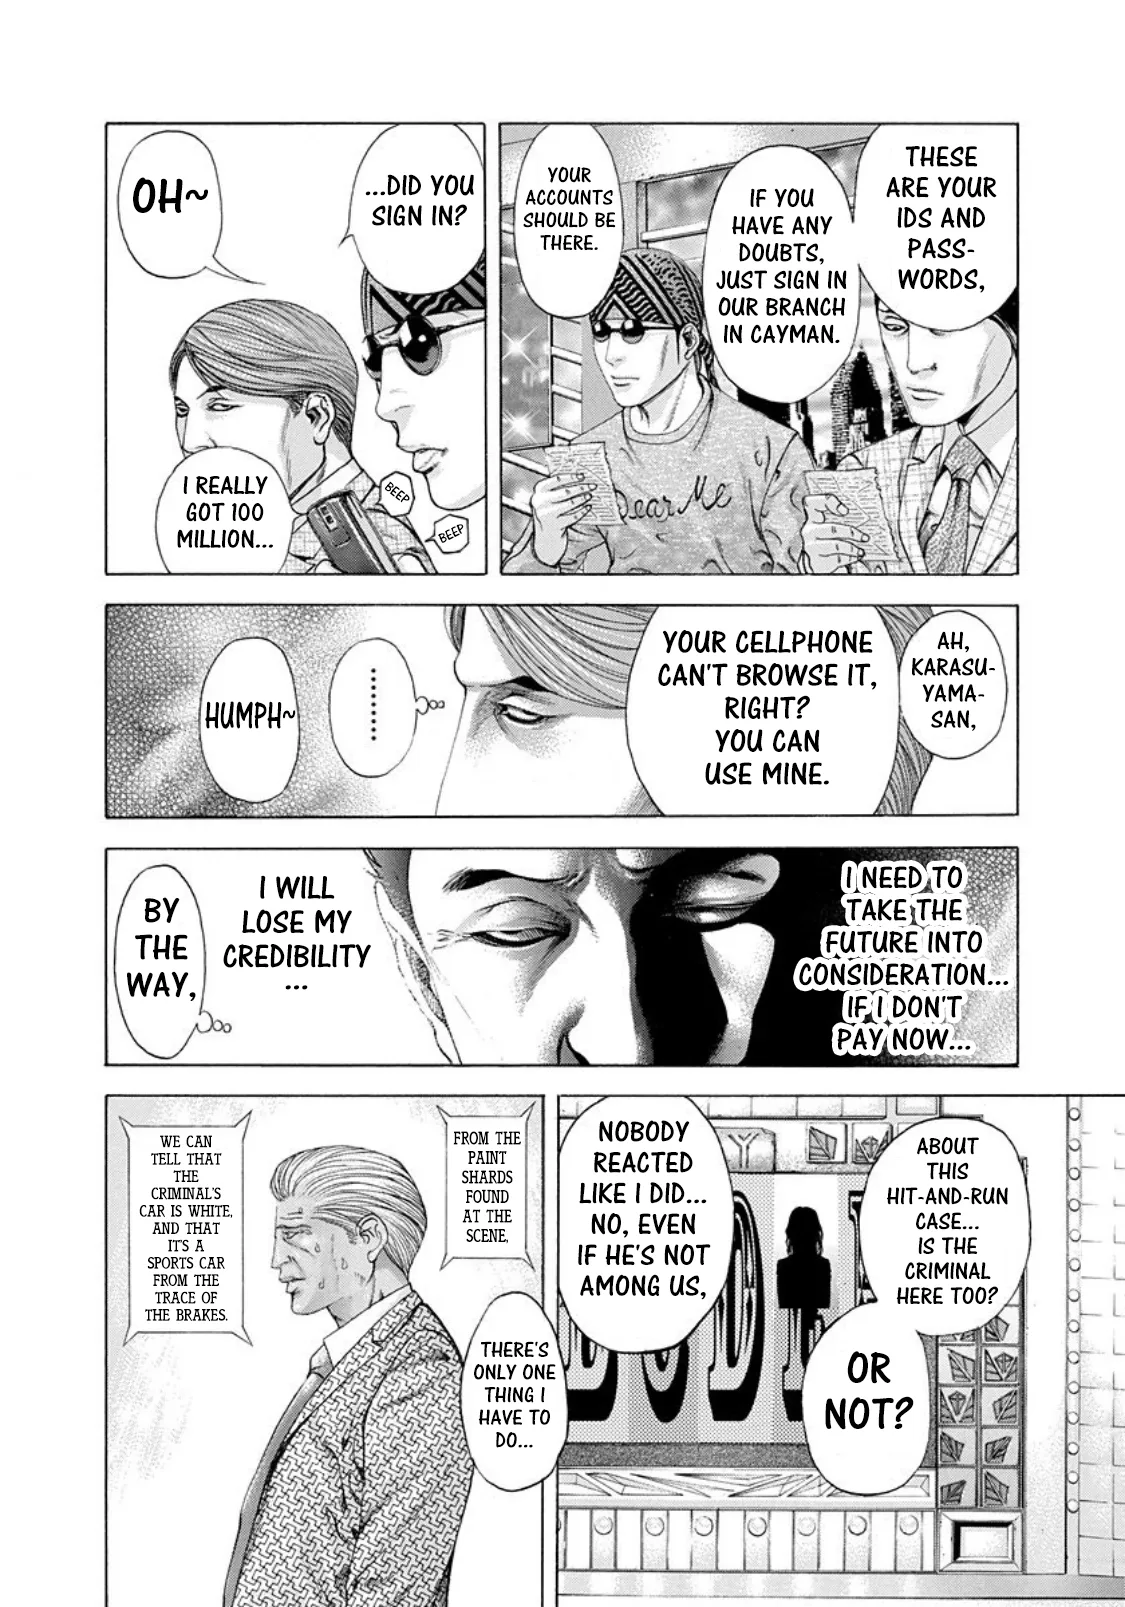 THESE
ARE YOUR
IDS AND
PASS-
WORDS,
IF YOU
HAVE ANY
DOUBTS,
JUST SIGN IN
OUR BRANCH
IN CAYMAN.
YOUR
ACCOUNTS
SHOULD BE
THERE.
Dear Me
...DID YOU
SIGN IN?
OH~
BEEP
BEEP
I REALLY
GOT 100
MILLION...
AH,
KARASU-
YAMA-
SAN,
YOUR CELLPHONE
CAN'T BROWSE IT,
RIGHT?
YOU CAN
USE MINE.
.........
HUMPH~
I NEED TO
TAKE THE
FUTURE INTO
CONSIDERATION...
IF I DON'T
PAY NOW...
I WILL
LOSE MY
CREDIBILITY
...
BY
THE
WAY,
ABOUT
THIS
HIT-AND-RUN
CASE...
IS THE
CRIMINAL
HERE TOO?
OR
NOT?
NOBODY
REACTED
LIKE I DID...
NO, EVEN
IF HE'S NOT
AMONG US,
THERE'S
ONLY ONE
THING I
HAVE TO
DO...
FROM THE
PAINT
SHARDS
FOUND
AT THE
SCENE,
WE CAN
TELL THAT
THE
CRIMINAL'S
CAR IS WHITE,
AND THAT
IT'S A
SPORTS CAR
FROM THE
TRACE OF
THE BRAKES.